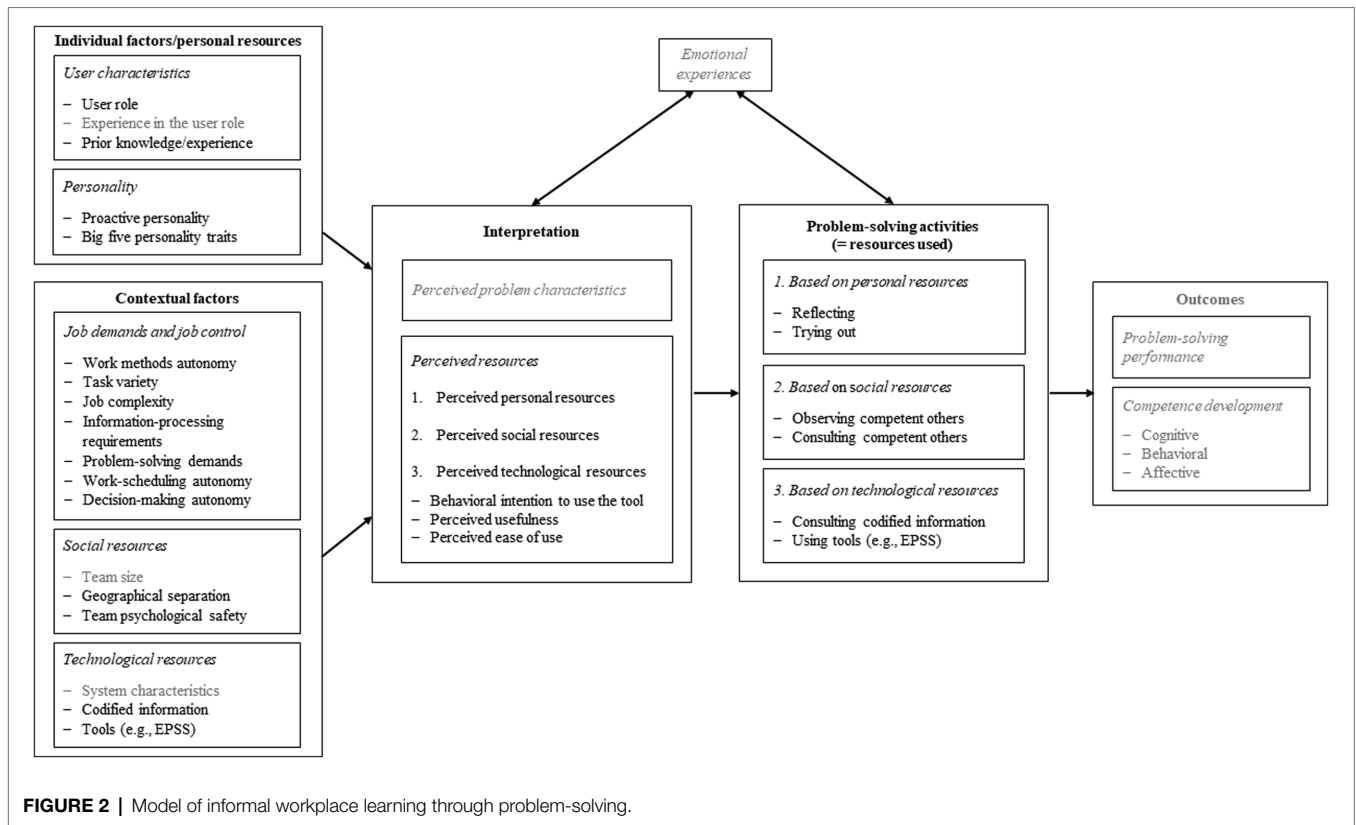 Individual factors/personal resources
User characteristics
– User role
– Experience in the user role
– Prior knowledge/experience
Personality
– Proactive personality
– Big five personality traits
Contextual factors
Job demands and job control
– Work methods autonomy
– Task variety
– Job complexity
– Information-processing
requirements
– Problem-solving demands
– Work-scheduling autonomy
– Decision-making autonomy
Social resources
– Team size
– Geographical separation
– Team psychological safety
Technological resources
– System characteristics
– Codified information
– Tools (e.g., EPSS)
Emotional
experiences
Interpretation
Perceived problem characteristics
Perceived resources
1. Perceived personal resources
2. Perceived social resources
3. Perceived technological resources
– Behavioral intention to use the tool
– Perceived usefulness
– Perceived ease of use
Problem-solving activities
(= resources used)
1. Based on personal resources
– Reflecting
– Trying out
2. Based on social resources
– Observing competent others
– Consulting competent others
3. Based on technological resources
– Consulting codified information
– Using tools (e.g., EPSS)
Outcomes
Problem-solving
performance
Competence development
– Cognitive
– Behavioral
– Affective
FIGURE 2 | Model of informal workplace learning through problem-solving.